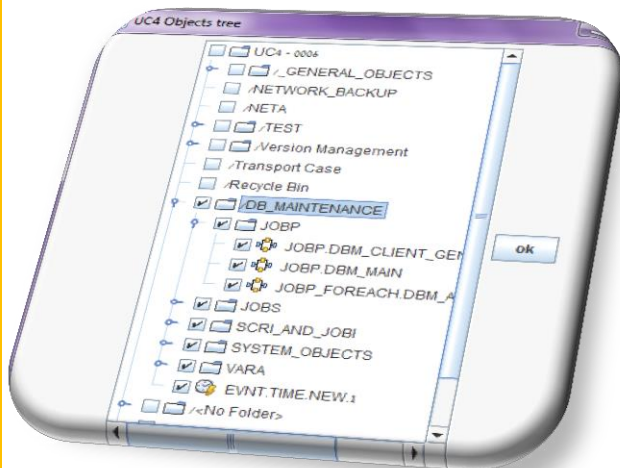 UC4 Objects tree
UC4 - 0006
/_GENERAL_OBJECTS
/NETWORK_BACKUP
/NETA
/TEST
/Version Management
/Transport Case
/Recycle Bin
/DB_MAINTENANCE
JOBP
JOBP.DBM_CLIENT_GEN
JOBP.DBM_MAIN
JOBP_FOREACH.DBM_A
JOBS
SCRI_AND_JOBI
SYSTEM_OBJECTS
VARA
EVNT.TIME.NEW.1
/<No Folder>
ok